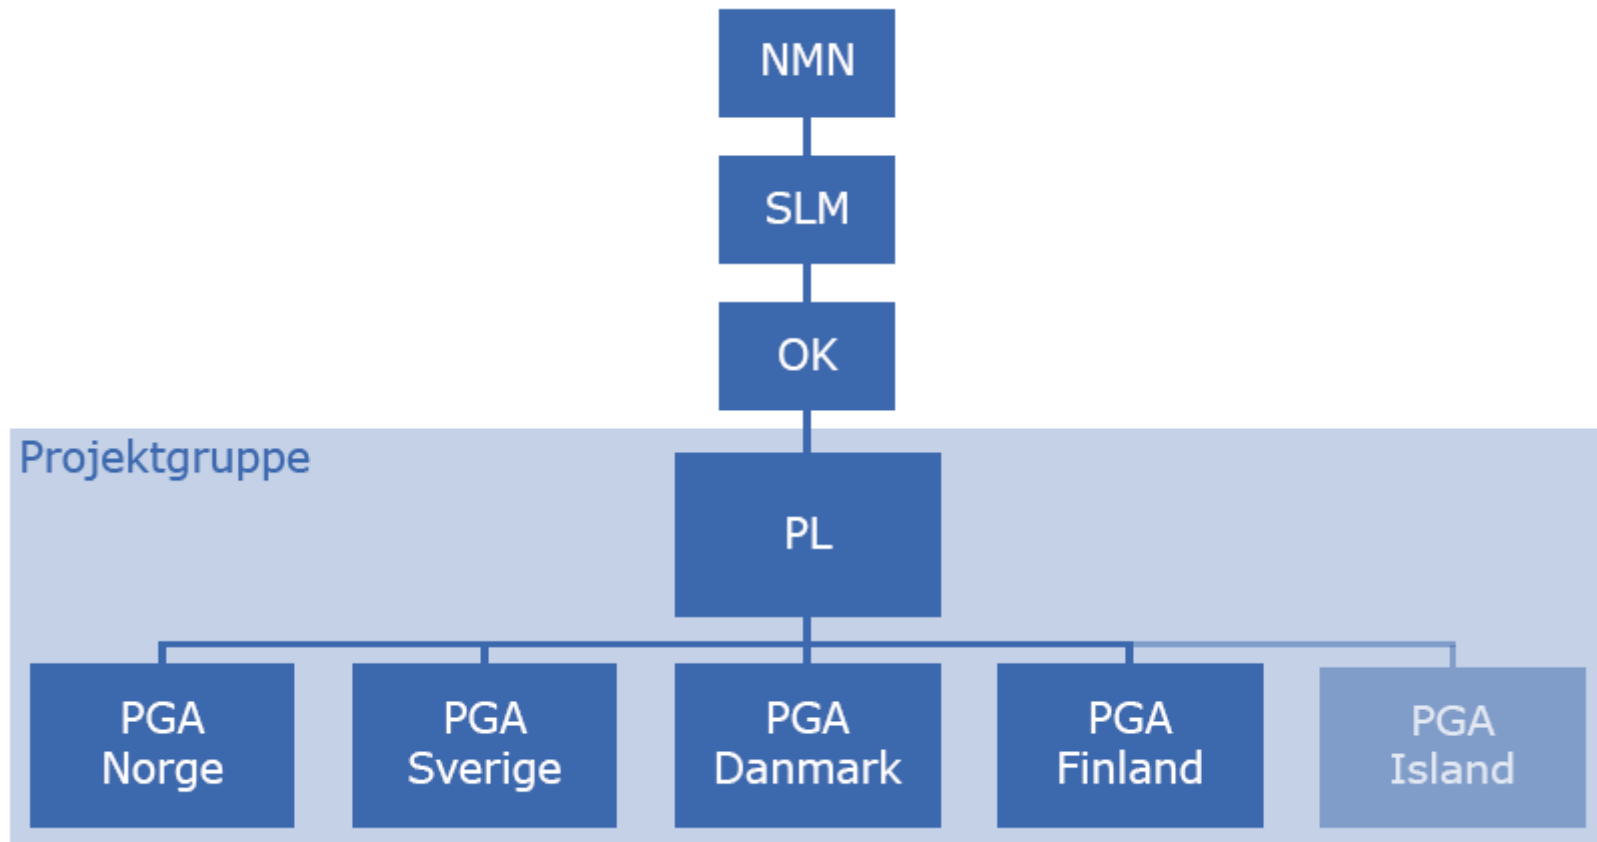 NMN
SLM
OK
Projektgruppe
PL
PGA
Norge
PGA
Sverige
PGA
Danmark
PGA
Finland
PGA
Island